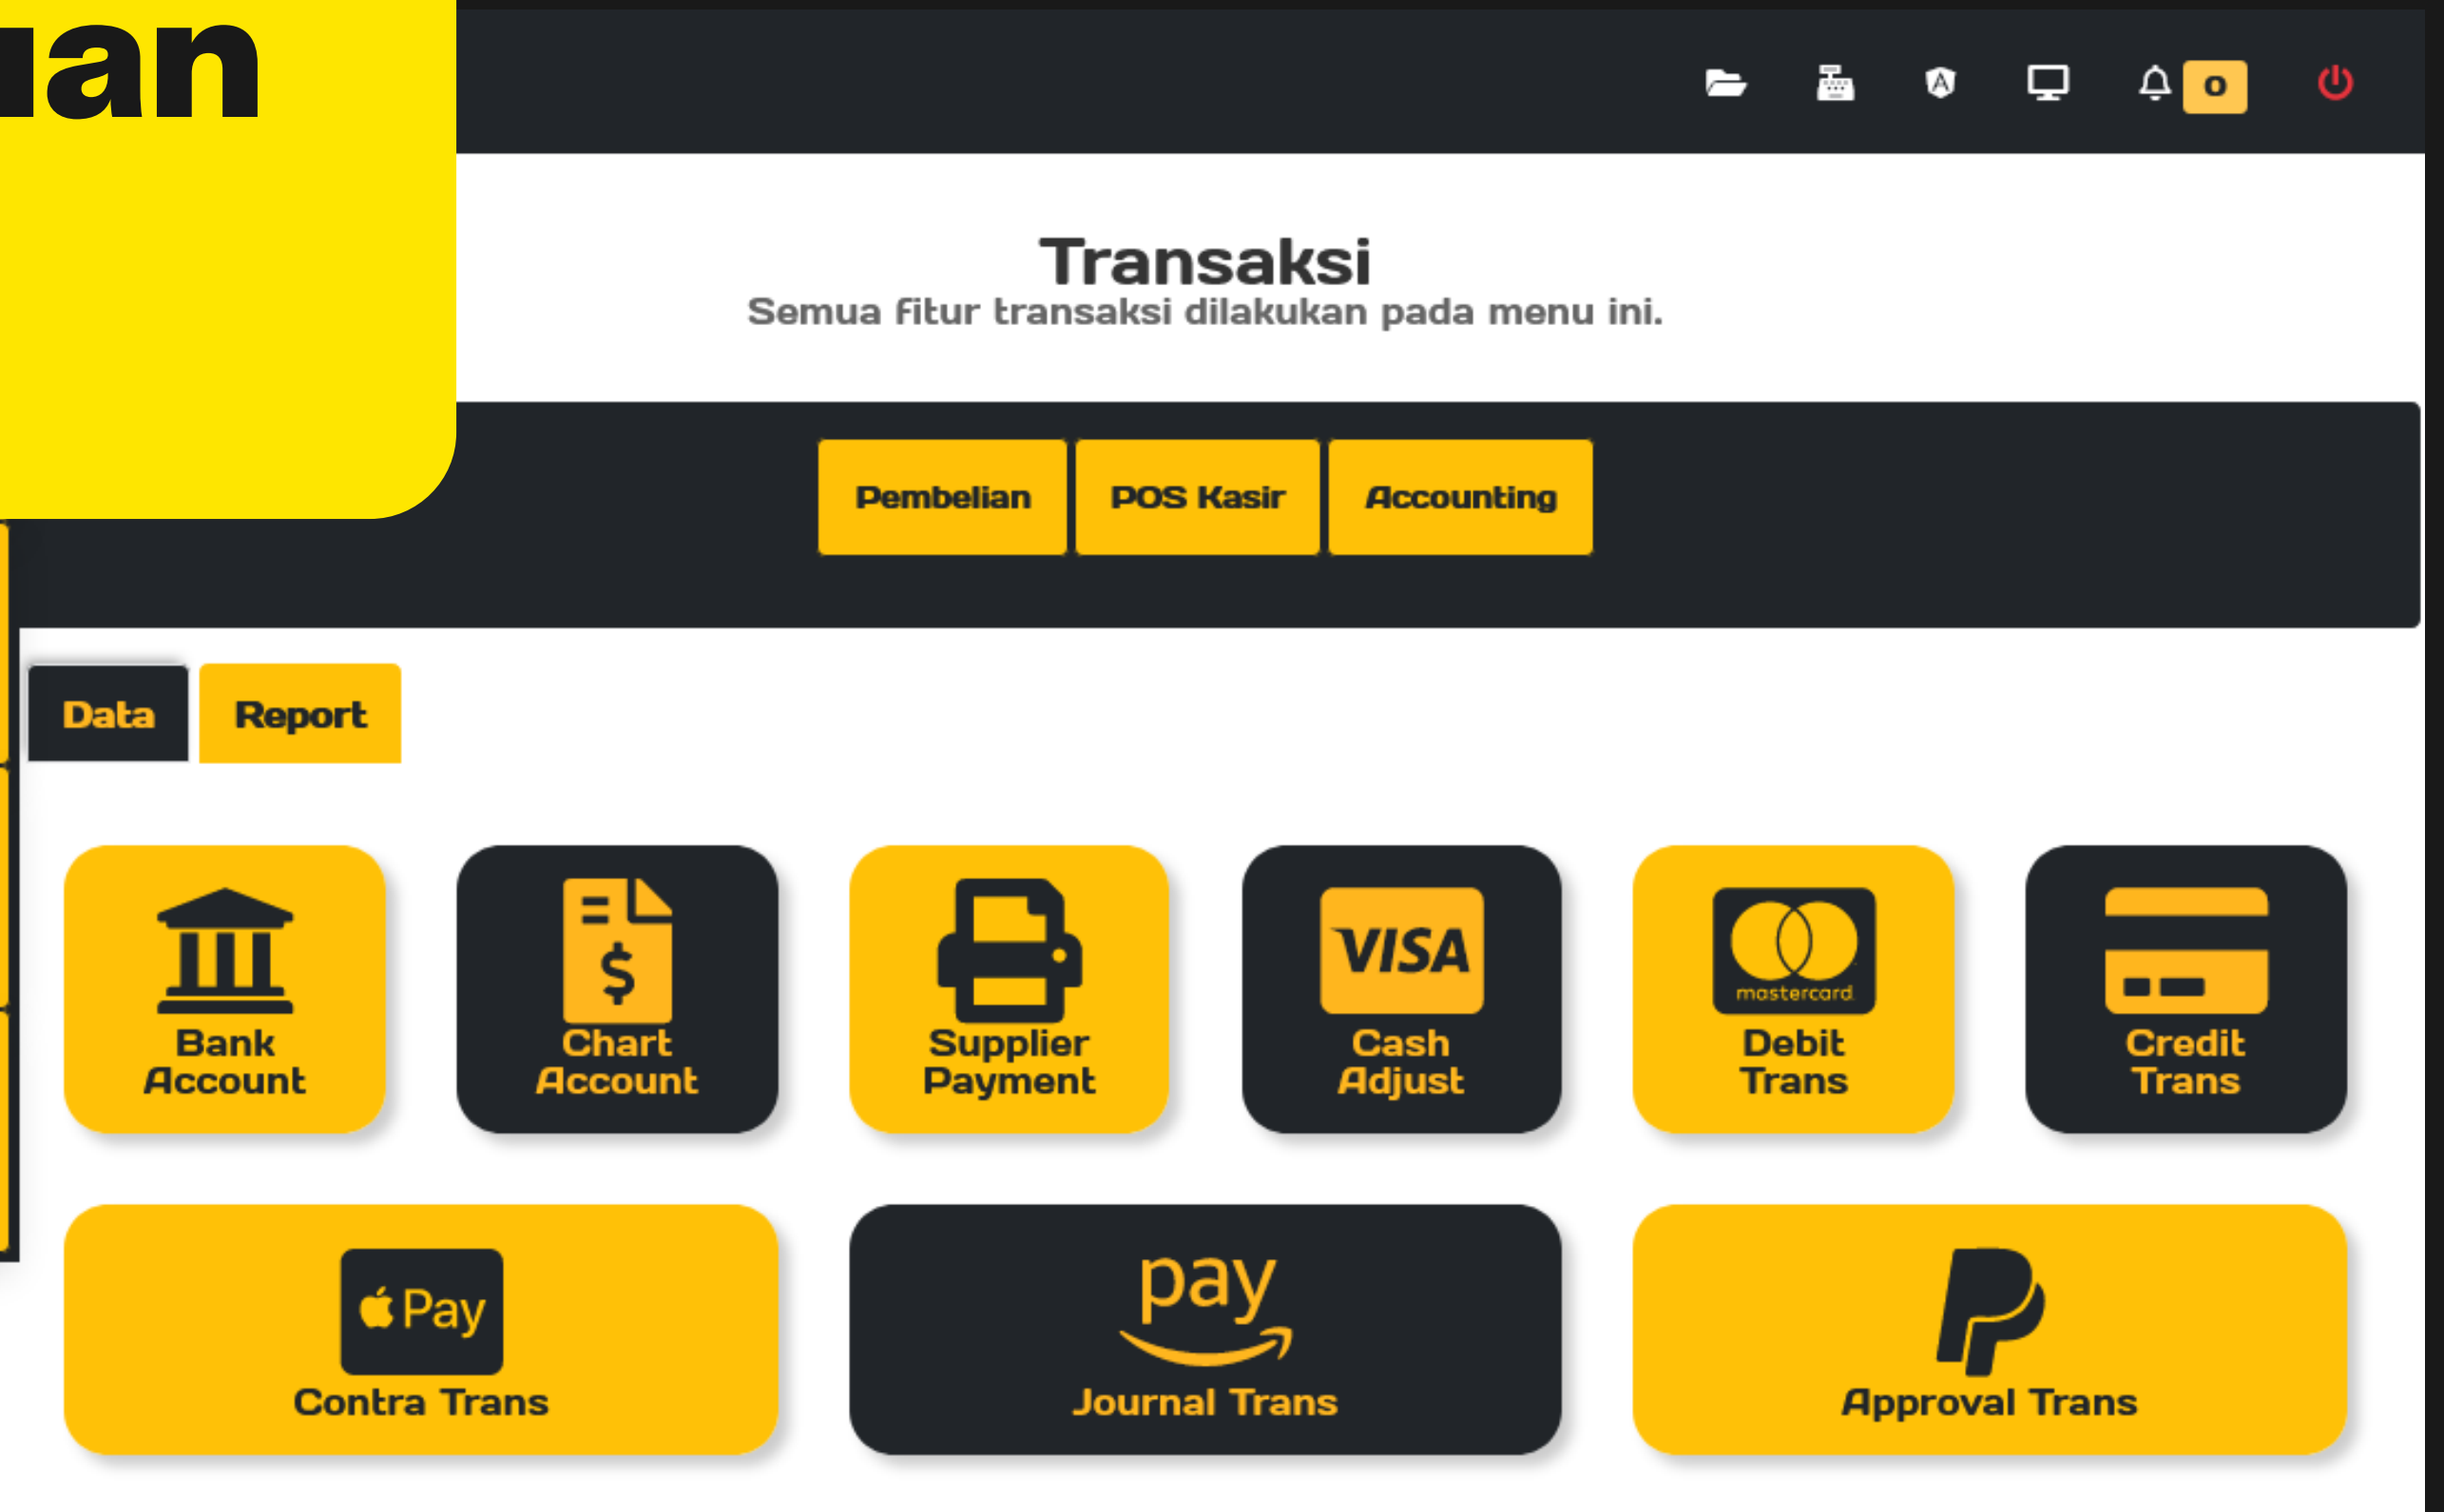 uan
0
Transaksi
Semua fitur transaksi dilakukan pada menu ini.
Pembelian
POS Kasir
Accounting
Data
Report
Bank
Account
$
Chart
Account
Supplier
Payment
VISA
Cash
Adjust
mastercard
Debit
Trans
Credit
Trans
Pay
Contra Trans
pay
Journal Trans
Approval Trans